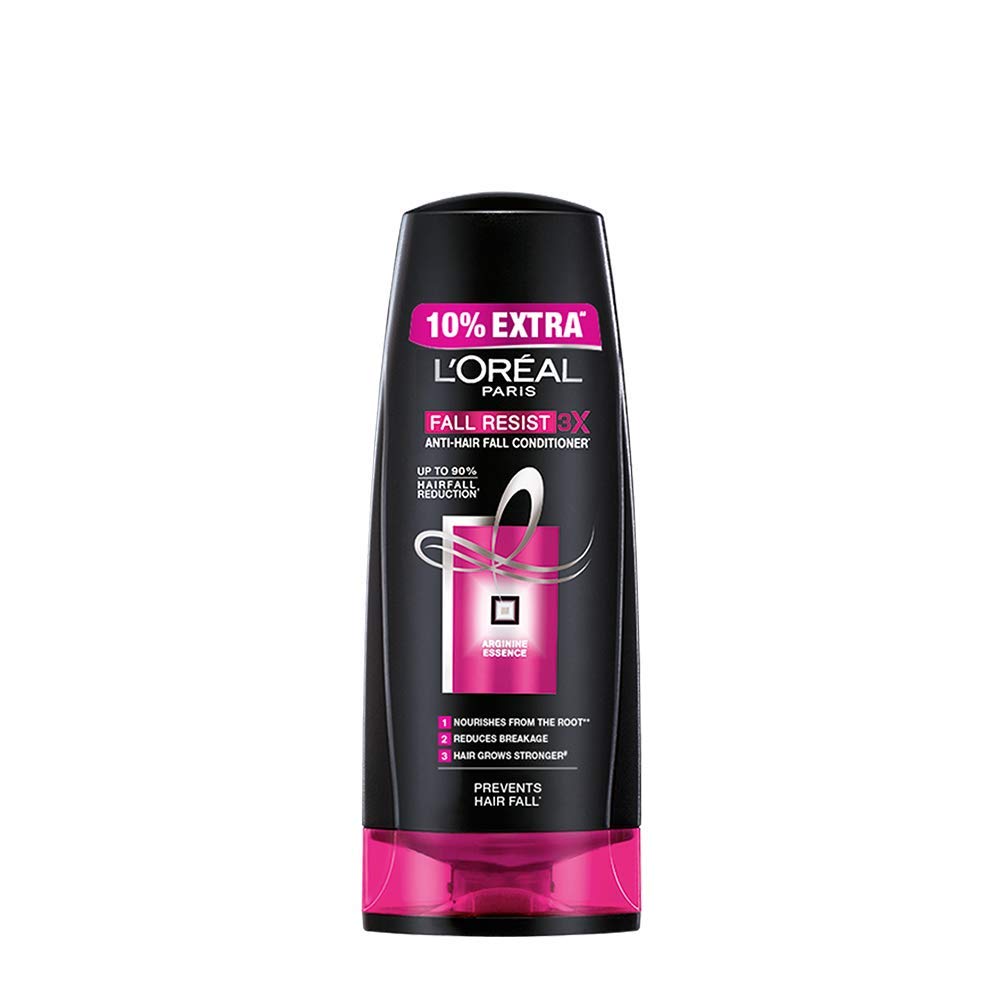 10% EXTRA~
L'ORÉAL
PARIS
FALL RESIST 3X
ANTI-HAIR FALL CONDITIONER*
UP TO 90%
HAIRFALL
REDUCTION*
ARGININE
ESSENCE
1 NOURISHES FROM THE ROOT**
2 REDUCES BREAKAGE
3 HAIR GROWS STRONGER#
PREVENTS
HAIR FALL*